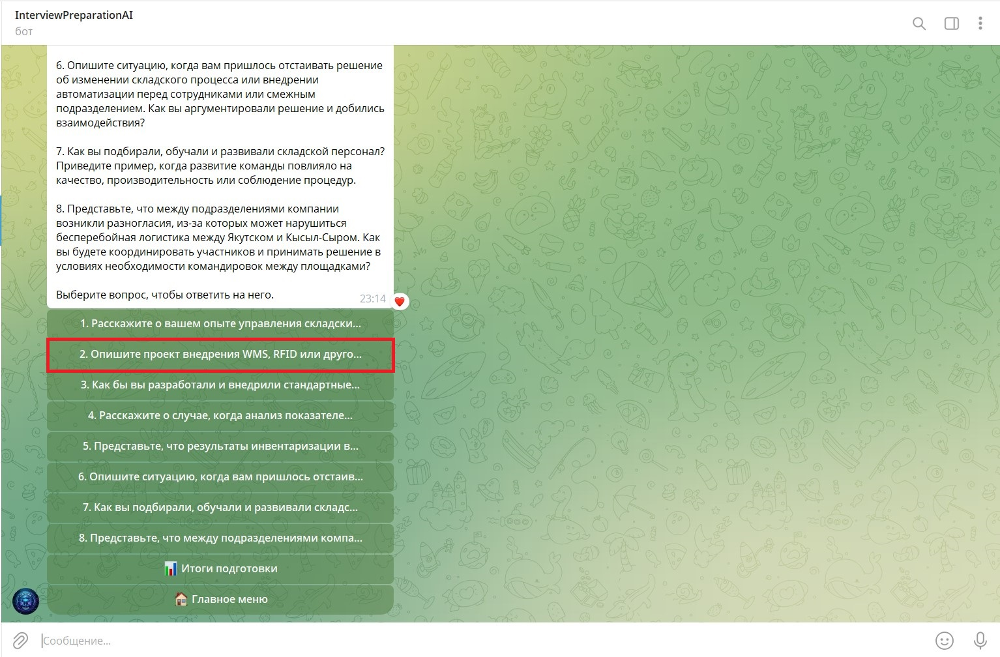 InterviewPreparationAI
бот
6. Опишите ситуацию, когда вам пришлось отстаивать решение
об изменении складского процесса или внедрении
автоматизации перед сотрудниками или смежным
подразделением. Как вы аргументировали решение и добились
взаимодействия?
7. Как вы подбирали, обучали и развивали складской персонал?
Приведите пример, когда развитие команды повлияло на
качество, производительность или соблюдение процедур.
8. Представьте, что между подразделениями компании
возникли разногласия, из-за которых может нарушиться
бесперебойная логистика между Якутском и Кысыл-Сыром. Как
вы будете координировать участников и принимать решение в
условиях необходимости командировок между площадками?
Выберите вопрос, чтобы ответить на него.
23:14
1. Расскажите о вашем опыте управления складски...
2. Опишите проект внедрения WMS, RFID или друго...
3. Как бы вы разработали и внедрили стандартные...
4. Расскажите о случае, когда анализ показателе...
5. Представьте, что результаты инвентаризации в...
6. Опишите ситуацию, когда вам пришлось отстаив...
7. Как вы подбирали, обучали и развивали складс...
8. Представьте, что между подразделениями компа...
Итоги подготовки
Главное меню
Сообщение...